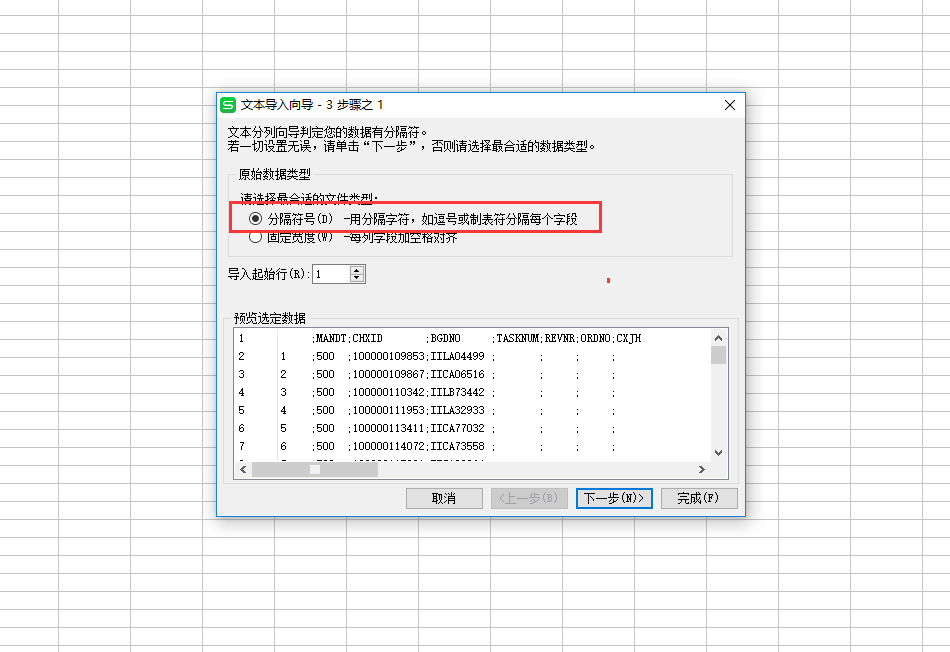 文本导入向导 - 3 步骤之 1
文本分列向导判定您的数据有分隔符。
若一切设置无误，请单击“下一步”，否则请选择最合适的数据类型。
原始数据类型
请选择最合适的文件类型:
分隔符号(D) -用分隔字符，如逗号或制表符分隔每个字段
固定宽度(W) -每列字段加空格对齐
导入起始行(R): 1
预览选定数据
1 ;MANDT;CHXID ;BGDNO ;TASKNUM;REVNR;ORDNO;CXJH
2 1 ;500 ;100000109853;IILA04499 ; ; ; ;
3 2 ;500 ;100000109867;IICA06516 ; ; ; ;
4 3 ;500 ;100000110342;IILB73442 ; ; ; ;
5 4 ;500 ;100000111953;IILA32933 ; ; ; ;
6 5 ;500 ;100000113411;IICA77032 ; ; ; ;
7 6 ;500 ;100000114072;IICA73558 ; ; ; ;
取消 <上一步(B) 下一步(N)> 完成(F)